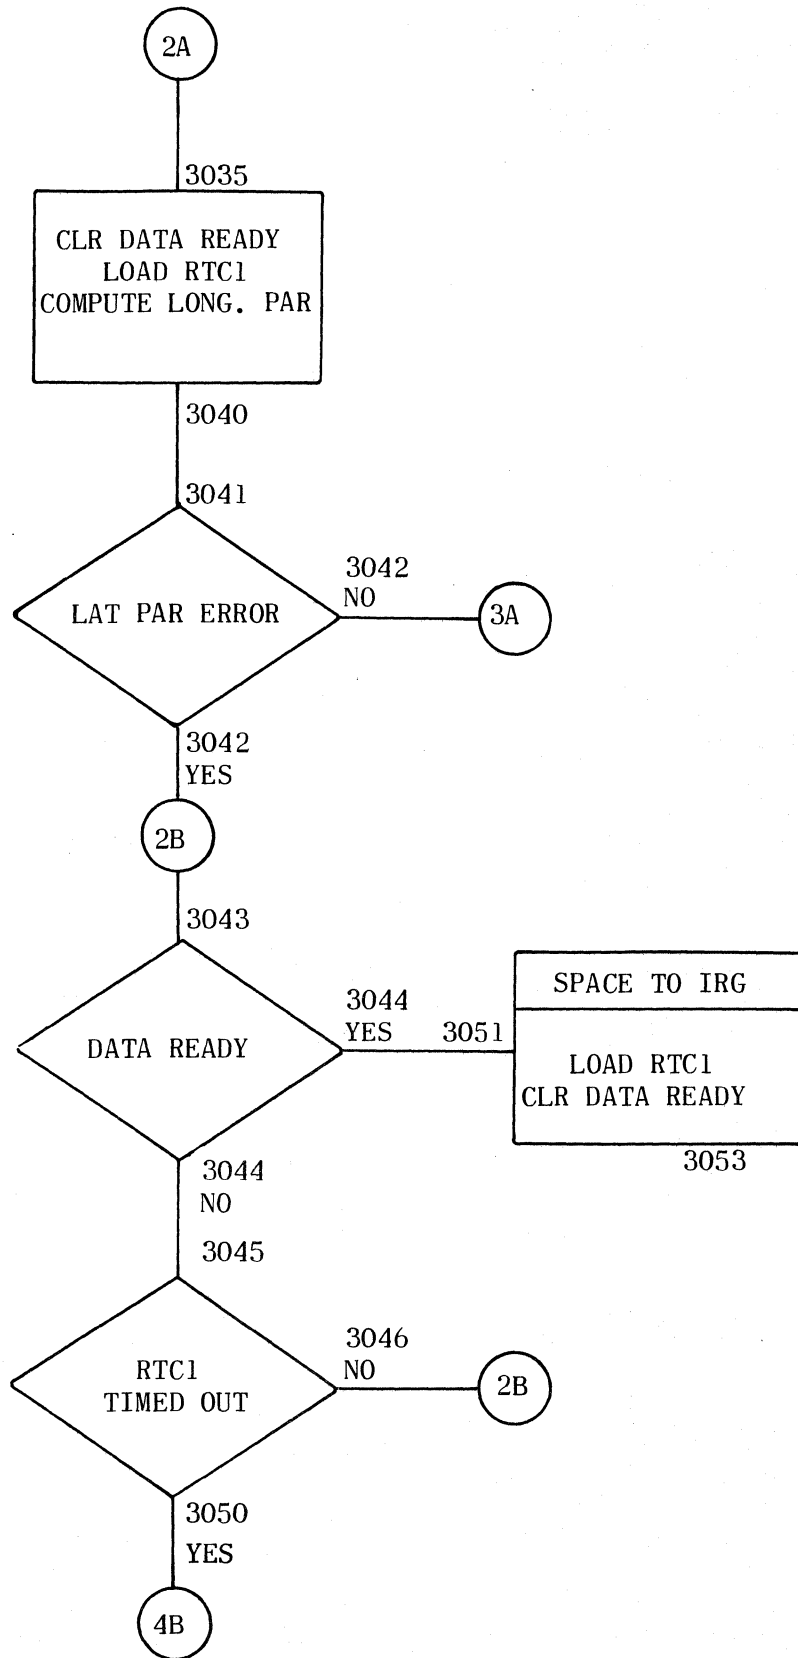 2A
3035
CLR DATA READY
LOAD RTC1
COMPUTE LONG. PAR
3040
3041
LAT PAR ERROR
3042
NO
3A
3042
YES
2B
3043
DATA READY
3044
YES
3051
SPACE TO IRG
LOAD RTC1
CLR DATA READY
3053
3044
NO
3045
RTC1
TIMED OUT
3046
NO
2B
3050
YES
4B